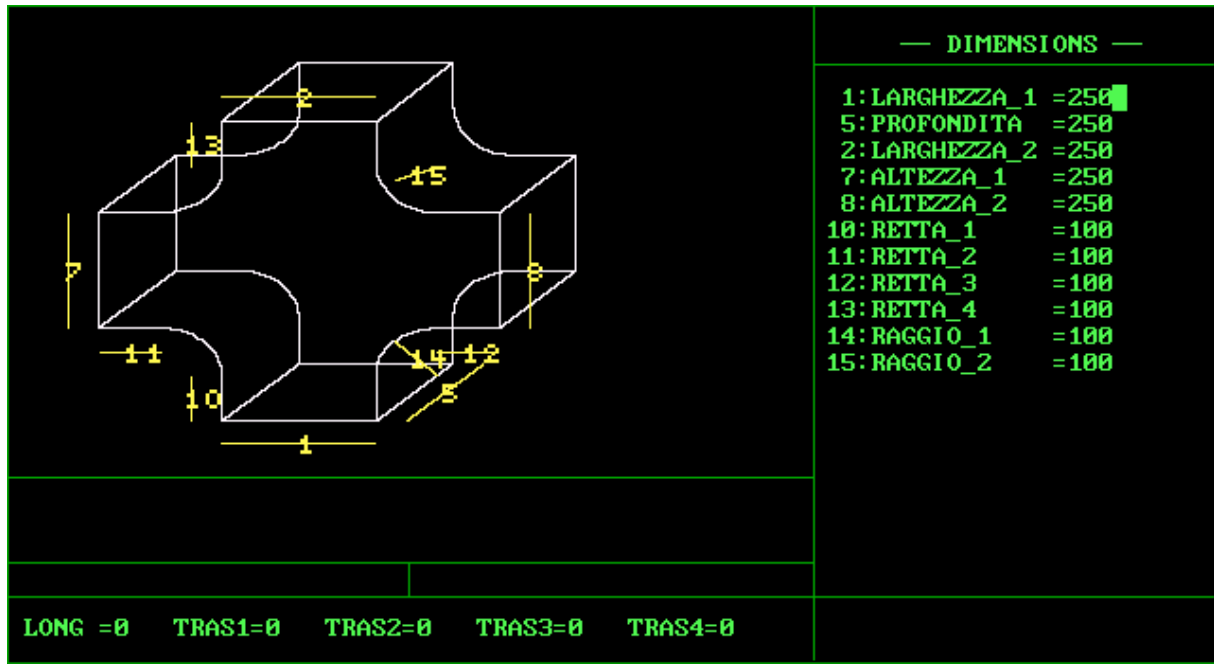 — DIMENSIONS —
1:LARGHEZZA_1 =250
5:PROFONDITA =250
2:LARGHEZZA_2 =250
7:ALTEZZA_1 =250
8:ALTEZZA_2 =250
10:RETTA_1 =100
11:RETTA_2 =100
12:RETTA_3 =100
13:RETTA_4 =100
14:RAGGIO_1 =100
15:RAGGIO_2 =100
2
13
15
7
8
11
14
12
10
5
1
LONG =0 TRAS1=0 TRAS2=0 TRAS3=0 TRAS4=0